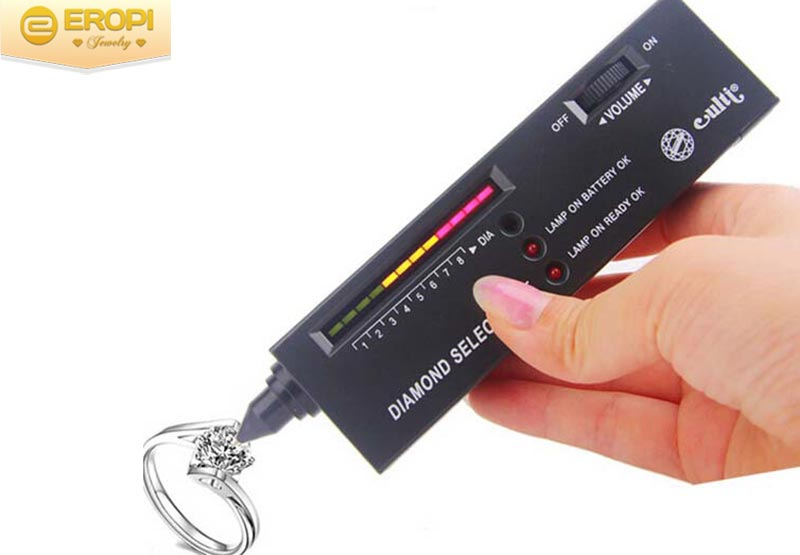 EROPI
Jewelry
ON
OFF
◄VOLUME►
culti®
LAMP ON BATTERY OK
LAMP ON READY OK
►DIA
1 2 3 4 5 6 7 8
DIAMOND SELEC